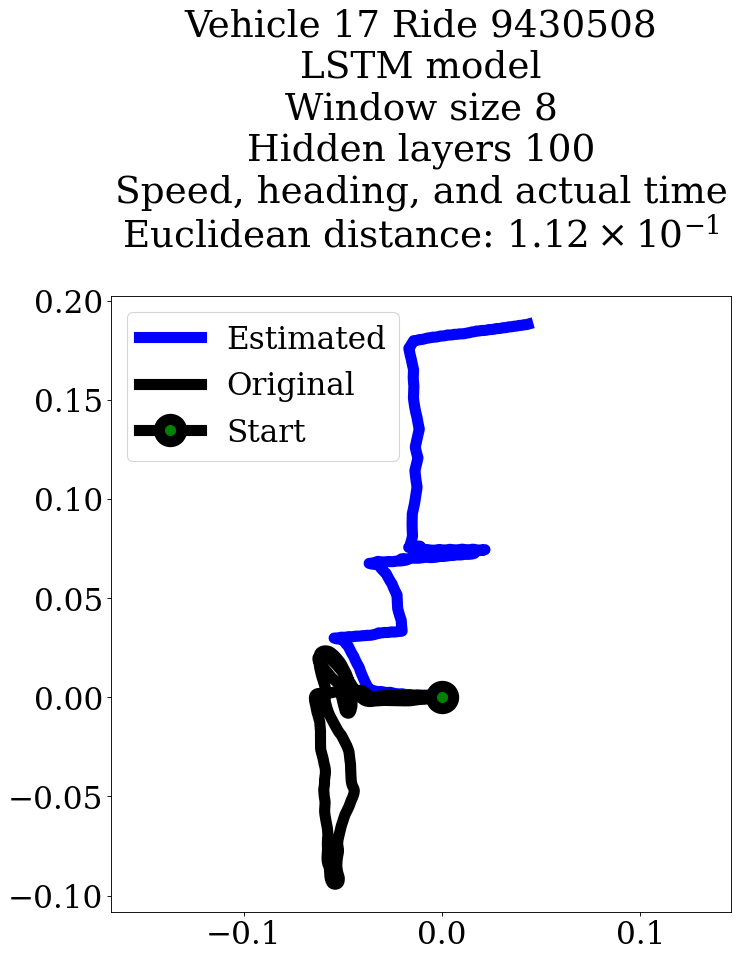 Vehicle 17 Ride 9430508
LSTM model
Window size 8
Hidden layers 100
Speed, heading, and actual time
Euclidean distance: 1.12 × 10⁻¹
Estimated
Original
Start
0.20
0.15
0.10
0.05
0.00
−0.05
−0.10
−0.1 0.0 0.1